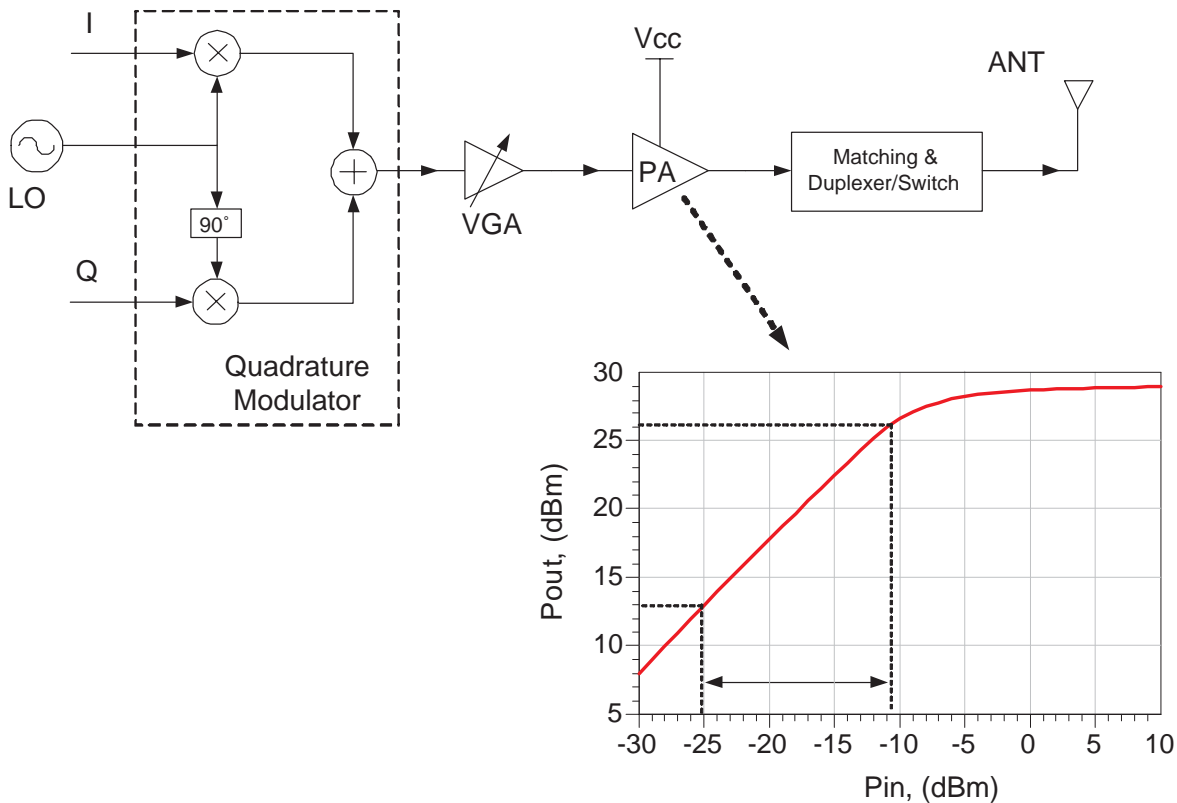 I
Vcc
ANT
LO
90°
PA
VGA
Matching &
Duplexer/Switch
Q
Quadrature
Modulator
30
25
20
15
10
5
Pout, (dBm)
-30 -25 -20 -15 -10 -5 0 5 10
Pin, (dBm)